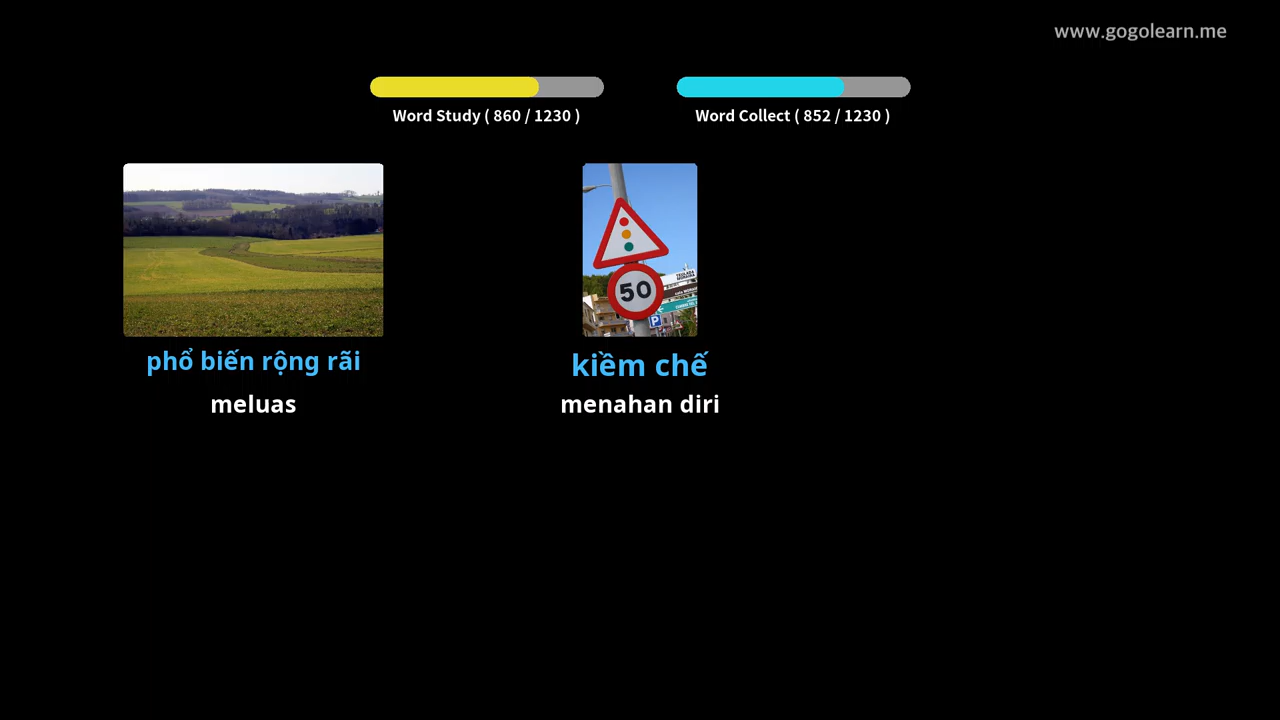 www.gogolearn.me
Word Study ( 860 / 1230 )
Word Collect ( 852 / 1230 )
50
P
phổ biến rộng rãi
kiềm chế
meluas
menahan diri